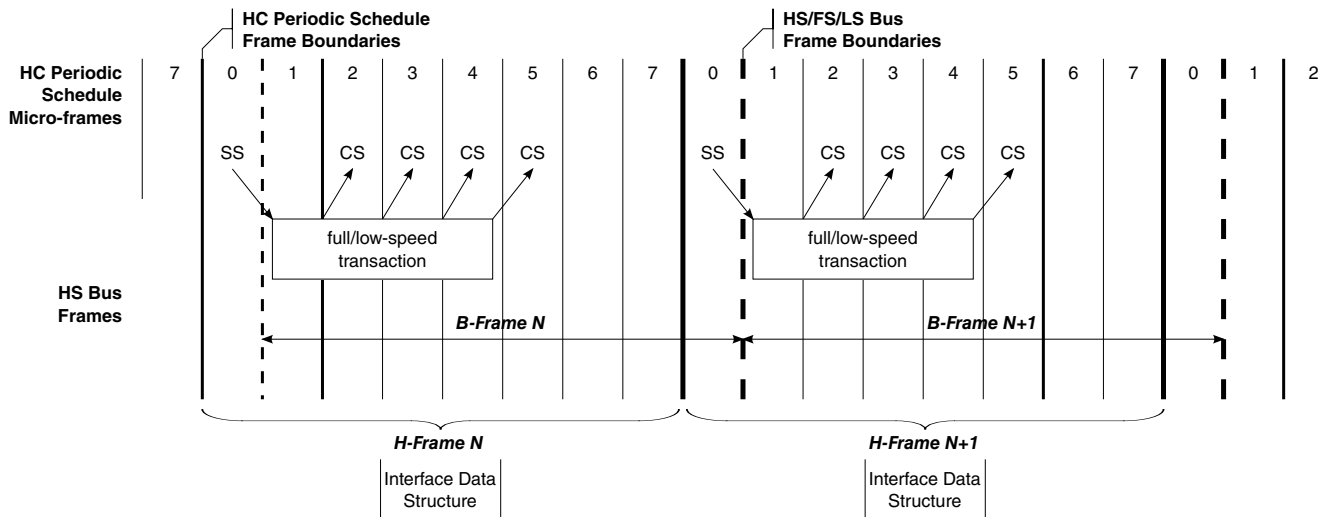 HC Periodic Schedule
Frame Boundaries
HS/FS/LS Bus
Frame Boundaries
HC Periodic
Schedule
Micro-frames
7 0 1 2 3 4 5 6 7 0 1 2 3 4 5 6 7 0 1 2
SS CS CS CS CS SS CS CS CS CS
full/low-speed
transaction
full/low-speed
transaction
HS Bus
Frames
B-Frame N B-Frame N+1
H-Frame N H-Frame N+1
Interface Data
Structure
Interface Data
Structure